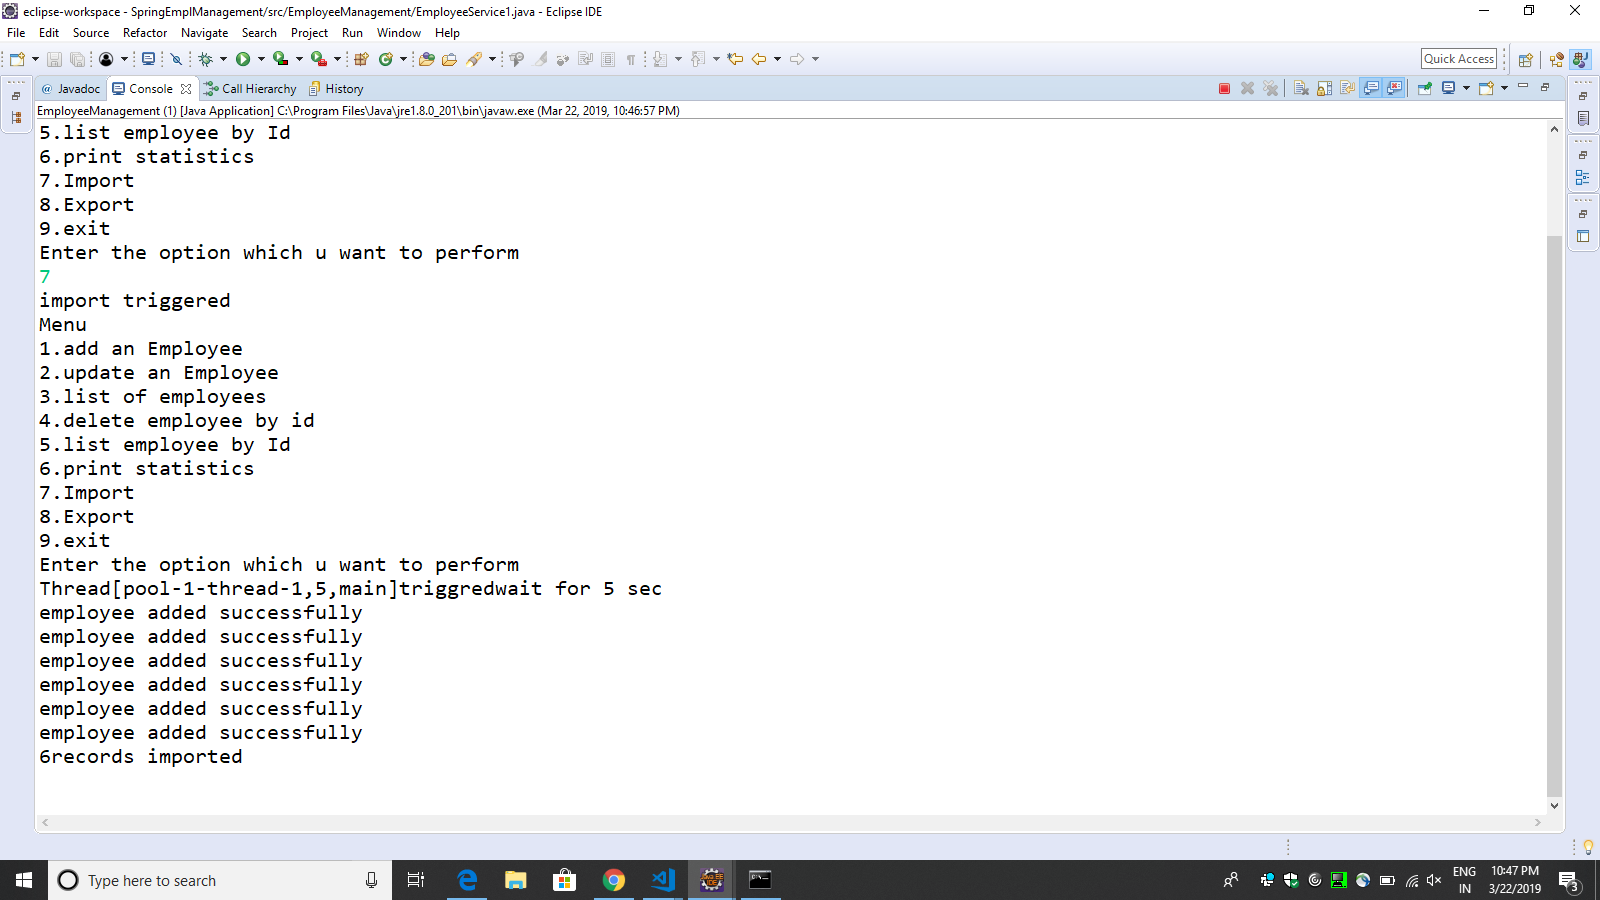 eclipse-workspace - SpringEmplManagement/src/EmployeeManagement/EmployeeService1.java - Eclipse IDE
File Edit Source Refactor Navigate Search Project Run Window Help
Quick Access
@ Javadoc Console Call Hierarchy History
EmployeeManagement (1) [Java Application] C:\Program Files\Java\jre1.8.0_201\bin\javaw.exe (Mar 22, 2019, 10:46:57 PM)
5.list employee by Id
6.print statistics
7.Import
8.Export
9.exit
Enter the option which u want to perform
7
import triggered
Menu
1.add an Employee
2.update an Employee
3.list of employees
4.delete employee by id
5.list employee by Id
6.print statistics
7.Import
8.Export
9.exit
Enter the option which u want to perform
Thread[pool-1-thread-1,5,main]triggredwait for 5 sec
employee added successfully
employee added successfully
employee added successfully
employee added successfully
employee added successfully
employee added successfully
6records imported
Type here to search
ENG
IN
10:47 PM
3/22/2019
3